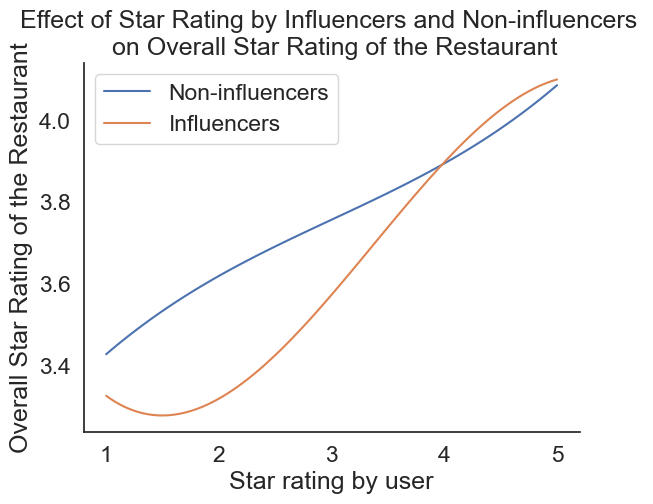 Effect of Star Rating by Influencers and Non-influencers
on Overall Star Rating of the Restaurant
Overall Star Rating of the Restaurant
Non-influencers
Influencers
4.0
3.8
3.6
3.4
1
2
3
4
5
Star rating by user